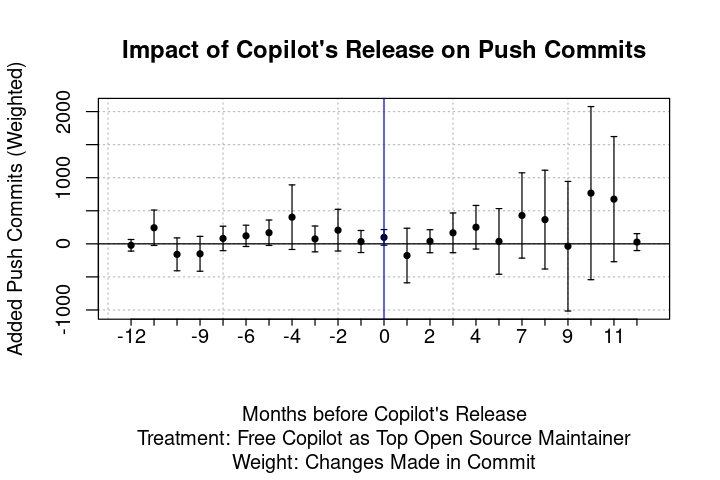 Impact of Copilot's Release on Push Commits
Added Push Commits (Weighted)
2000
1000
0
-1000
-12 -9 -6 -4 -2 0 2 4 7 9 11
Months before Copilot's Release
Treatment: Free Copilot as Top Open Source Maintainer
Weight: Changes Made in Commit